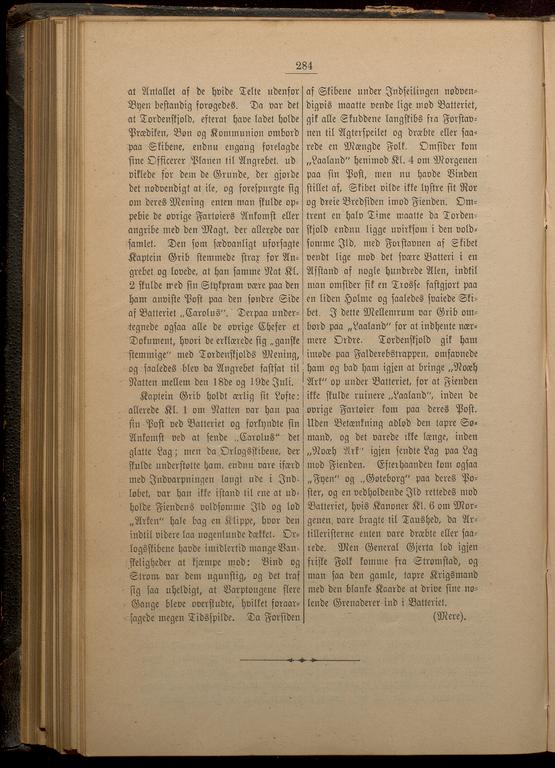 284
at Antallet af de hvide Telte udenfor
Byen bestandig forøgedes. Da var det
at Tordenskjold, efterat have ladet holde
Prædiken, Bøn og Kommunion ombord
paa Skibene, endnu engang forelagde
sine Officerer Planen til Angrebet, ud-
viklede for dem de Grunde, der gjorde
det nødvendigt at ile, og forespurgte sig
om deres Mening enten man skulde op-
pebie de øvrige Fartøiers Ankomst eller
angribe med den Magt, der allerede var
samlet. Den som sædvanligt uforsagte
Kaptein Grib stemmede strax for An-
grebet og lovede, at han samme Nat Kl.
2 skulde med sin Stykpram være paa den
ham anviste Post paa den søndre Side
af Batteriet „Carolus“. Derpaa under-
tegnede ogsaa alle de øvrige Chefer et
Dokument, hvori de erklærede sig „ganske
stemmige“ med Tordenskjolds Mening,
og saaledes blev da Angrebet fastsat til
Natten mellem den 18de og 19de Juli.
Kaptein Grib holdt ærlig sit Løfte:
allerede Kl. 1 om Natten var han paa
sin Post ved Batteriet og forkyndte sin
Ankomst ved at sende „Carolus“ det
glatte Lag; men da Orlogsskibene, der
skulde understøtte ham, endnu vare ifærd
med Indvarpningen langt ude i Ind-
løbet, var han ikke istand til ene at ud-
holde Fiendens voldsomme Ild og lod
„Arken“ hale bag en Klippe, hvor den
indtil videre laa nogenlunde dækket. Or-
logsskibene havde imidlertid mange Van-
skeligheder at kjæmpe mod: Vind og
Strøm var dem ugunstig, og det traf
sig saa uheldigt, at Varptougene flere
Gange bleve overskudte, hvilket foraar-
sagede megen Tidsspilde. Da Forsiden
af Skibene under Indseilingen nødven-
digvis maatte vende lige mod Batteriet,
gik alle Skuddene langskibs fra Forstav-
nen til Agterspeilet og dræbte eller saa-
rede en Mængde Folk. Omsider kom
„Laaland“ henimod Kl. 4 om Morgenen
paa sin Post, men nu havde Vinden
stillet af, Skibet vilde ikke lystre sit Ror
og dreie Bredsiden imod Fienden. Om-
trent en halv Time maatte da Torden-
skjold endnu ligge uvirksom i den vold-
somme Ild, med Forstavnen af Skibet
vendt lige mod det svære Batteri i en
Afstand af nogle hundrede Alen, indtil
man omsider fik en Trosse fastgjort paa
en liden Holme og saaledes svaiede Ski-
bet. I dette Mellemrum var Grib om-
bord paa „Laaland“ for at indhente nær-
mere Ordre. Tordenskjold gik ham
imøde paa Falderebstrappen, omfavnede
ham og bad ham igjen at bringe „Noæh
Ark“ op under Batteriet, for at Fienden
ikke skulde ruinere „Laaland“, inden de
øvrige Fartøier kom paa deres Post.
Uden Betænkning adlød den tapre Sø-
mand, og det varede ikke længe, inden
„Noæh Ark“ igjen sendte Lag paa Lag
mod Fienden. Efterhaanden kom ogsaa
„Fyen“ og „Gøteborg“ paa deres Po-
ster, og en vedholdende Ild rettedes mod
Batteriet, hvis Kanoner Kl. 6 om Mor-
genen vare bragte til Taushed, da Ar-
tilleristerne enten vare dræbte eller saa-
rede. Men General Gjerta lod igjen
friske Folk komme fra Strømstad, og
man saa den gamle, tapre Krigsmand
med den blanke Kaarde at drive sine nø-
lende Grenaderer ind i Batteriet.
(Mere).